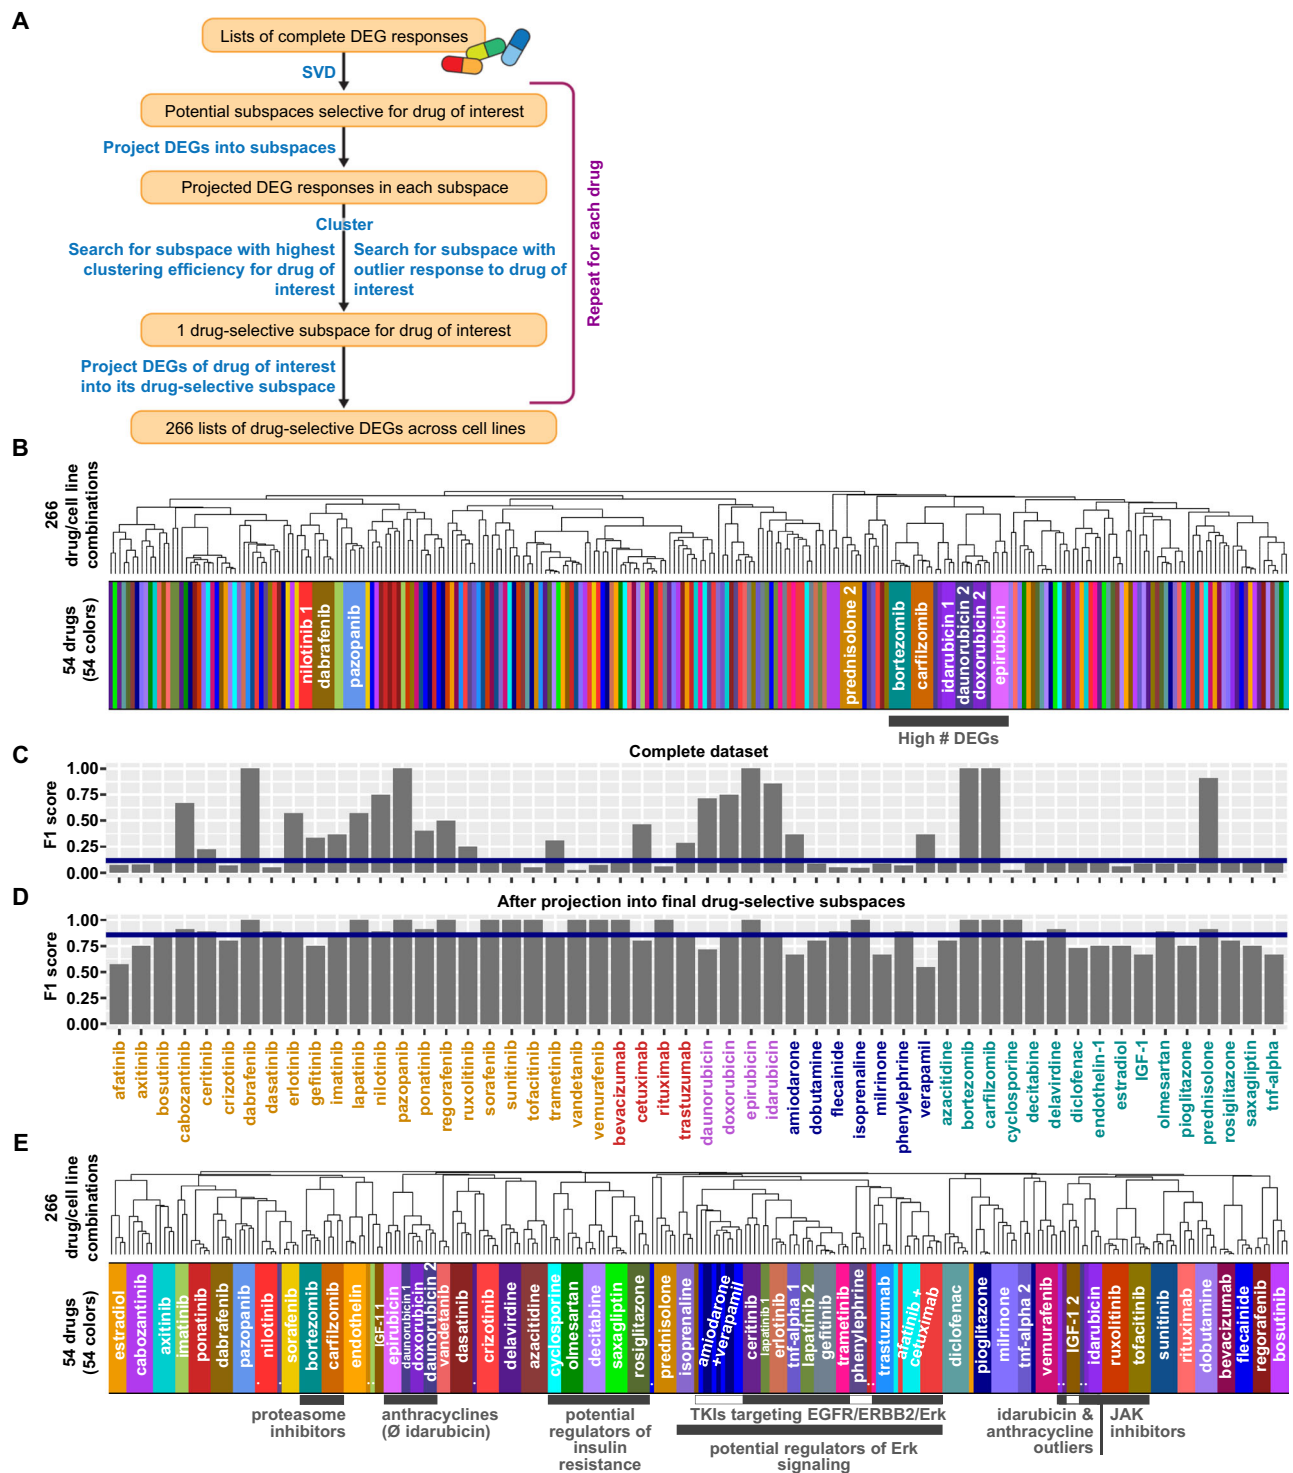 A
Lists of complete DEG responses
SVD
Potential subspaces selective for drug of interest
Project DEGs into subspaces
Projected DEG responses in each subspace
Cluster
Search for subspace with highest
clustering efficiency for drug of
interest
Search for subspace with
outlier response to drug of
interest
1 drug-selective subspace for drug of interest
Project DEGs of drug of interest
into its drug-selective subspace
266 lists of drug-selective DEGs across cell lines
Repeat for each drug
B
266
drug/cell line
combinations
54 drugs
(54 colors)
nilotinib 1
dabrafenib
pazopanib
prednisolone 2
bortezomib
carfilzomib
idarubicin 1
daunorubicin 2
doxorubicin 2
epirubicin
High # DEGs
C
Complete dataset
F1 score
1.00
0.75
0.50
0.25
0.00
D
After projection into final drug-selective subspaces
F1 score
1.00
0.75
0.50
0.25
0.00
afatinib
axitinib
bosutinib
cabozantinib
ceritinib
crizotinib
dabrafenib
dasatinib
erlotinib
gefitinib
imatinib
lapatinib
nilotinib
pazopanib
ponatinib
regorafenib
ruxolitinib
sorafenib
sunitinib
tofacitinib
trametinib
vandetanib
vemurafenib
bevacizumab
cetuximab
rituximab
trastuzumab
daunorubicin
doxorubicin
epirubicin
idarubicin
amiodarone
dobutamine
flecainide
isoprenaline
milrinone
phenylephrine
verapamil
azacitidine
bortezomib
carfilzomib
cyclosporine
decitabine
delavirdine
diclofenac
endothelin-1
estradiol
IGF-1
olmesartan
pioglitazone
prednisolone
rosiglitazone
saxagliptin
tnf-alpha
E
266
drug/cell line
combinations
54 drugs
(54 colors)
estradiol
cabozantinib
axitinib
imatinib
ponatinib
dabrafenib
pazopanib
nilotinib
sorafenib
bortezomib
carfilzomib
endothelin
IGF-1 1
epirubicin
daunorubicin 1
doxorubicin
daunorubicin 2
vandetanib
dasatinib
crizotinib
delavirdine
azacitidine
cyclosporine
olmesartan
decitabine
saxagliptin
rosiglitazone
prednisolone
isoprenaline
amiodarone
+verapamil
ceritinib
lapatinib 1
erlotinib
tnf-alpha 1
lapatinib 2
gefitinib
trametinib
phenylephrine
trastuzumab
afatinib +
cetuximab
diclofenac
pioglitazone
milrinone
tnf-alpha 2
vemurafenib
IGF-1 2
idarubicin
ruxolitinib
tofacitinib
sunitinib
rituximab
dobutamine
bevacizumab
flecainide
regorafenib
bosutinib
proteasome
inhibitors
anthracyclines
(Ø idarubicin)
potential
regulators of
insulin
resistance
TKIs targeting EGFR/ERBB2/Erk
potential regulators of Erk
signaling
idarubicin &
anthracycline
outliers
JAK
inhibitors